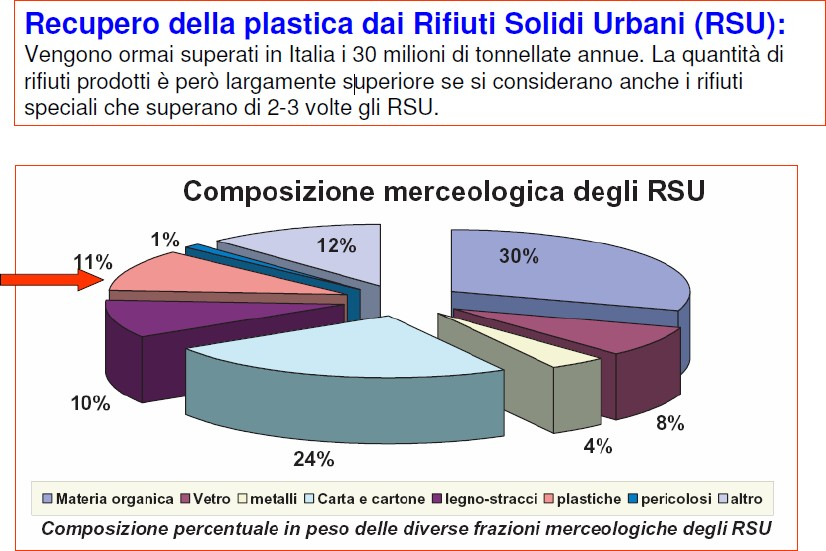 Recupero della plastica dai Rifiuti Solidi Urbani (RSU):
Vengono ormai superati in Italia i 30 milioni di tonnellate annue. La quantità di
rifiuti prodotti è però largamente superiore se si considerano anche i rifiuti
speciali che superano di 2-3 volte gli RSU.
Composizione merceologica degli RSU
1%
12%
30%
11%
10%
8%
4%
24%
Materia organica Vetro metalli Carta e cartone legno-stracci plastiche pericolosi altro
Composizione percentuale in peso delle diverse frazioni merceologiche degli RSU